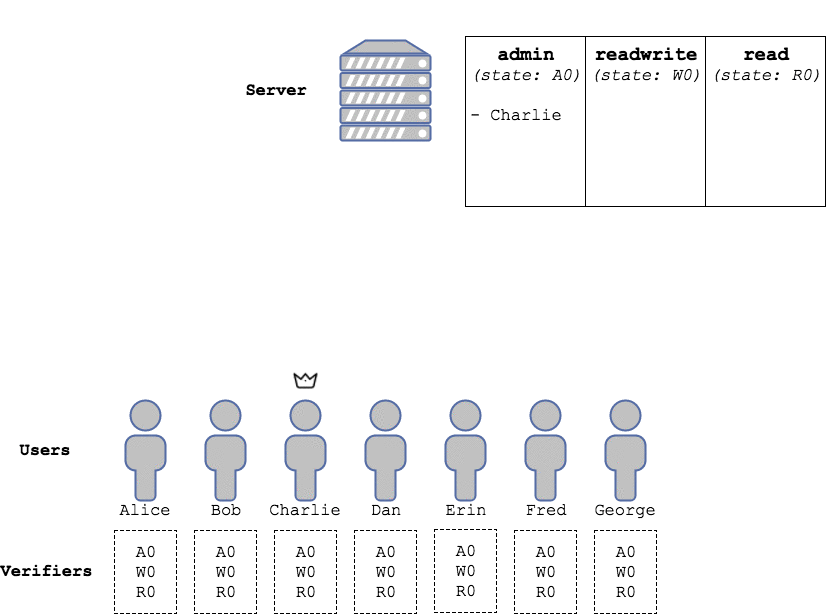 admin readwrite read
(state: A0) (state: W0) (state: R0)
Server
- Charlie
Users
Alice Bob Charlie Dan Erin Fred George
A0 A0 A0 A0 A0 A0 A0
Verifiers W0 W0 W0 W0 W0 W0 W0
R0 R0 R0 R0 R0 R0 R0